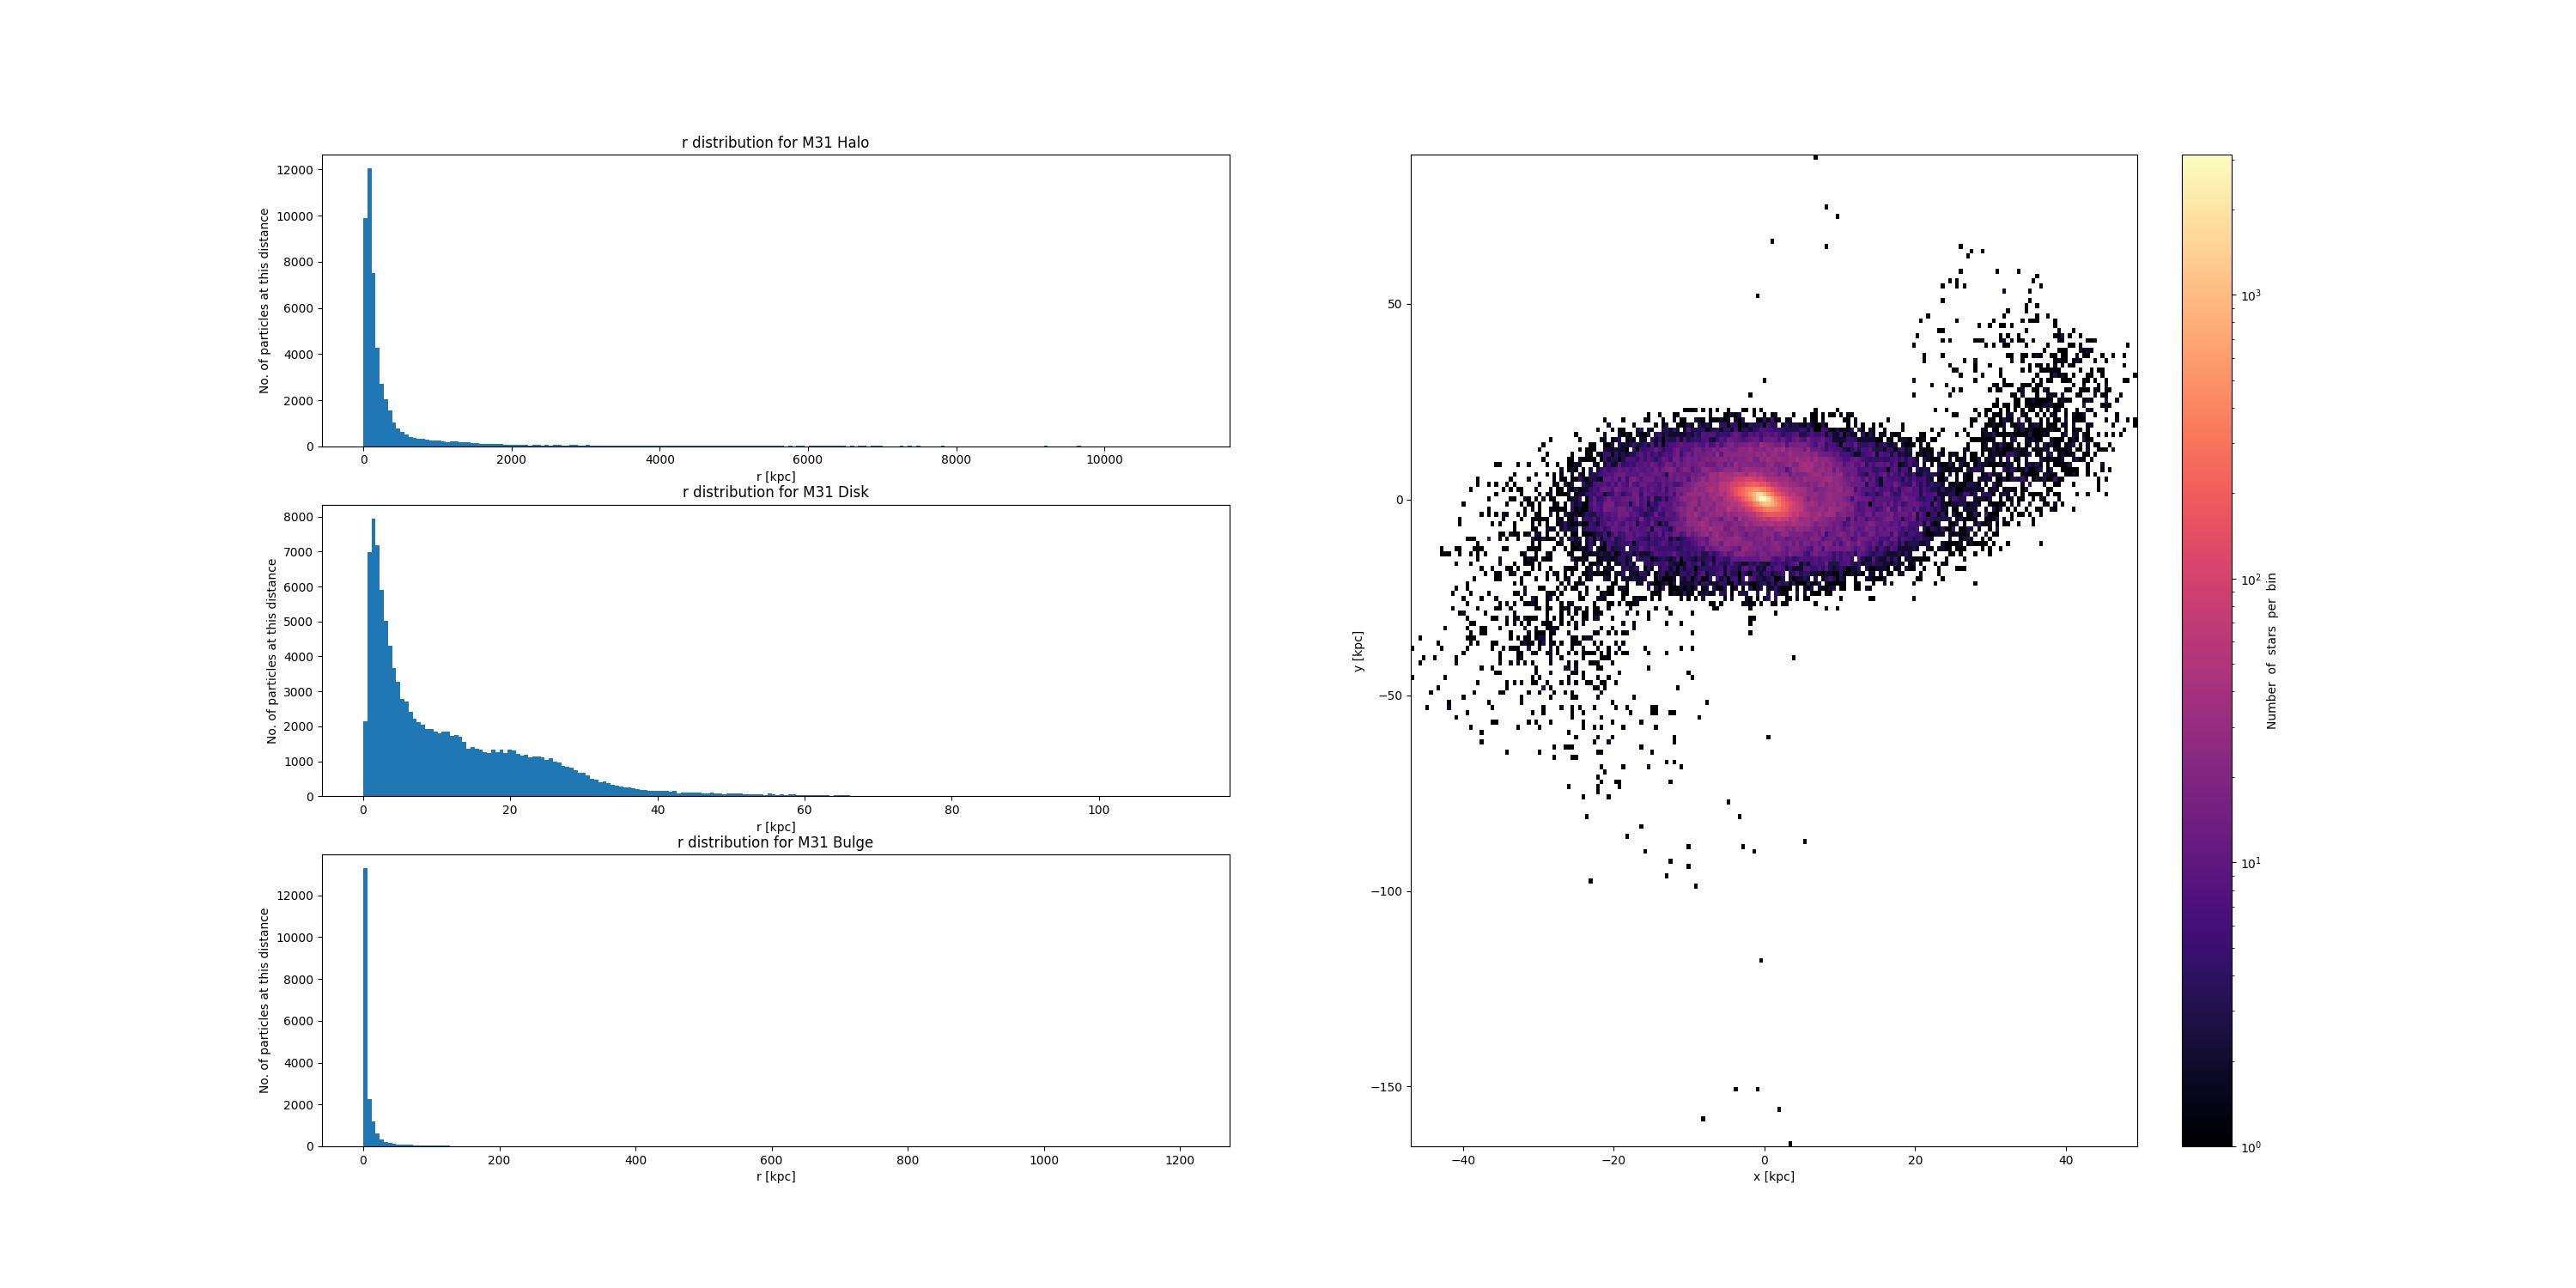 r distribution for M31 Halo
No. of particles at this distance
12000
10000
8000
6000
4000
2000
0
0 2000 4000 6000 8000 10000
r [kpc]
r distribution for M31 Disk
No. of particles at this distance
8000
7000
6000
5000
4000
3000
2000
1000
0
0 20 40 60 80 100
r [kpc]
r distribution for M31 Bulge
No. of particles at this distance
12000
10000
8000
6000
4000
2000
0
0 200 400 600 800 1000 1200
r [kpc]
y [kpc]
50
0
−50
−100
−150
−40 −20 0 20 40
x [kpc]
10³
10²
10¹
10⁰
Number of stars per bin